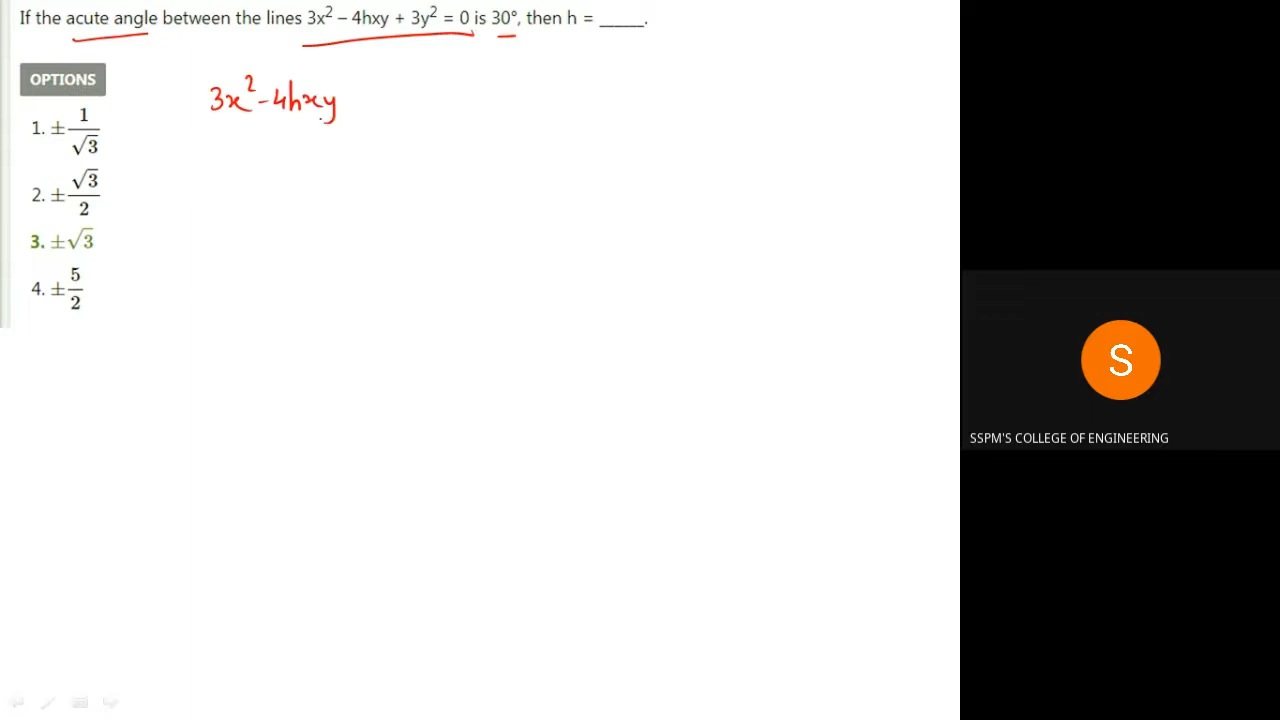 If the acute angle between the lines 3x² – 4hxy + 3y² = 0 is 30°, then h = _____.
OPTIONS
3x² - 4hxy
1. ± 1/√3
2. ± √3/2
3. ±√3
4. ± 5/2
S
SSPM'S COLLEGE OF ENGINEERING